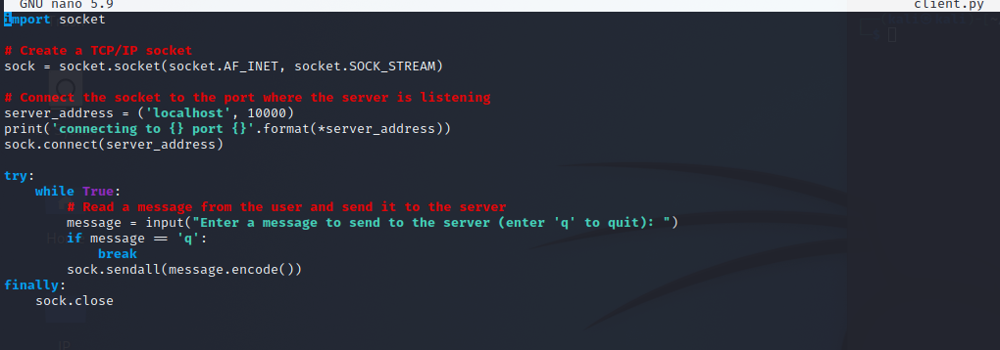 GNU nano 5.9 client.py
import socket
# Create a TCP/IP socket
sock = socket.socket(socket.AF_INET, socket.SOCK_STREAM)
# Connect the socket to the port where the server is listening
server_address = ('localhost', 10000)
print('connecting to {} port {}'.format(*server_address))
sock.connect(server_address)
try:
    while True:
        # Read a message from the user and send it to the server
        message = input("Enter a message to send to the server (enter 'q' to quit): ")
        if message == 'q':
            break
        sock.sendall(message.encode())
finally:
    sock.close